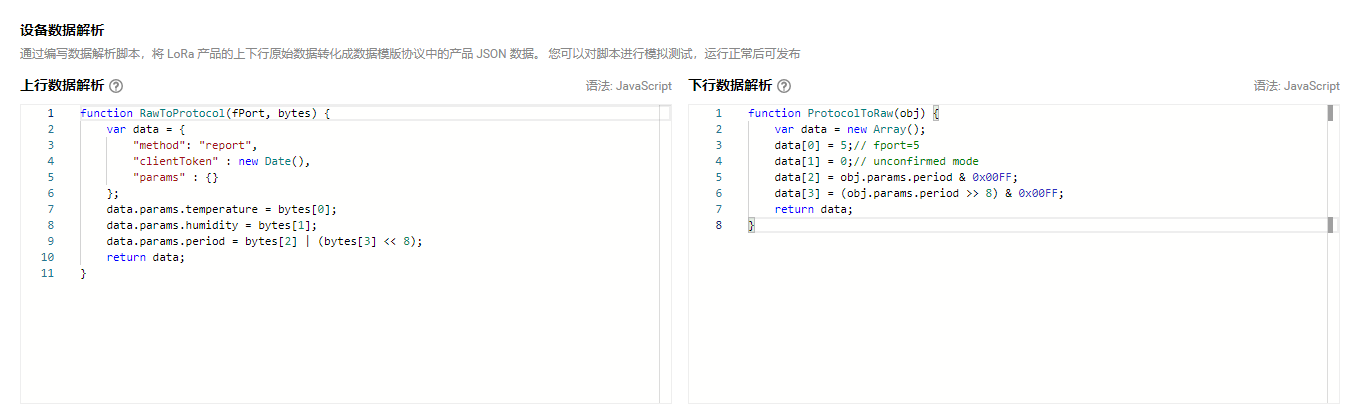 设备数据解析
通过编写数据解析脚本，将 LoRa 产品的上下行原始数据转化成数据模版协议中的产品 JSON 数据。 您可以对脚本进行模拟测试，运行正常后可发布
上行数据解析 ?
语法: JavaScript
1 function RawToProtocol(fPort, bytes) {
2     var data = {
3         "method": "report",
4         "clientToken" : new Date(),
5         "params" : {}
6     };
7     data.params.temperature = bytes[0];
8     data.params.humidity = bytes[1];
9     data.params.period = bytes[2] | (bytes[3] << 8);
10     return data;
11 }
下行数据解析 ?
语法: JavaScript
1 function ProtocolToRaw(obj) {
2     var data = new Array();
3     data[0] = 5;// fport=5
4     data[1] = 0;// unconfirmed mode
5     data[2] = obj.params.period & 0x00FF;
6     data[3] = (obj.params.period >> 8) & 0x00FF;
7     return data;
8 }